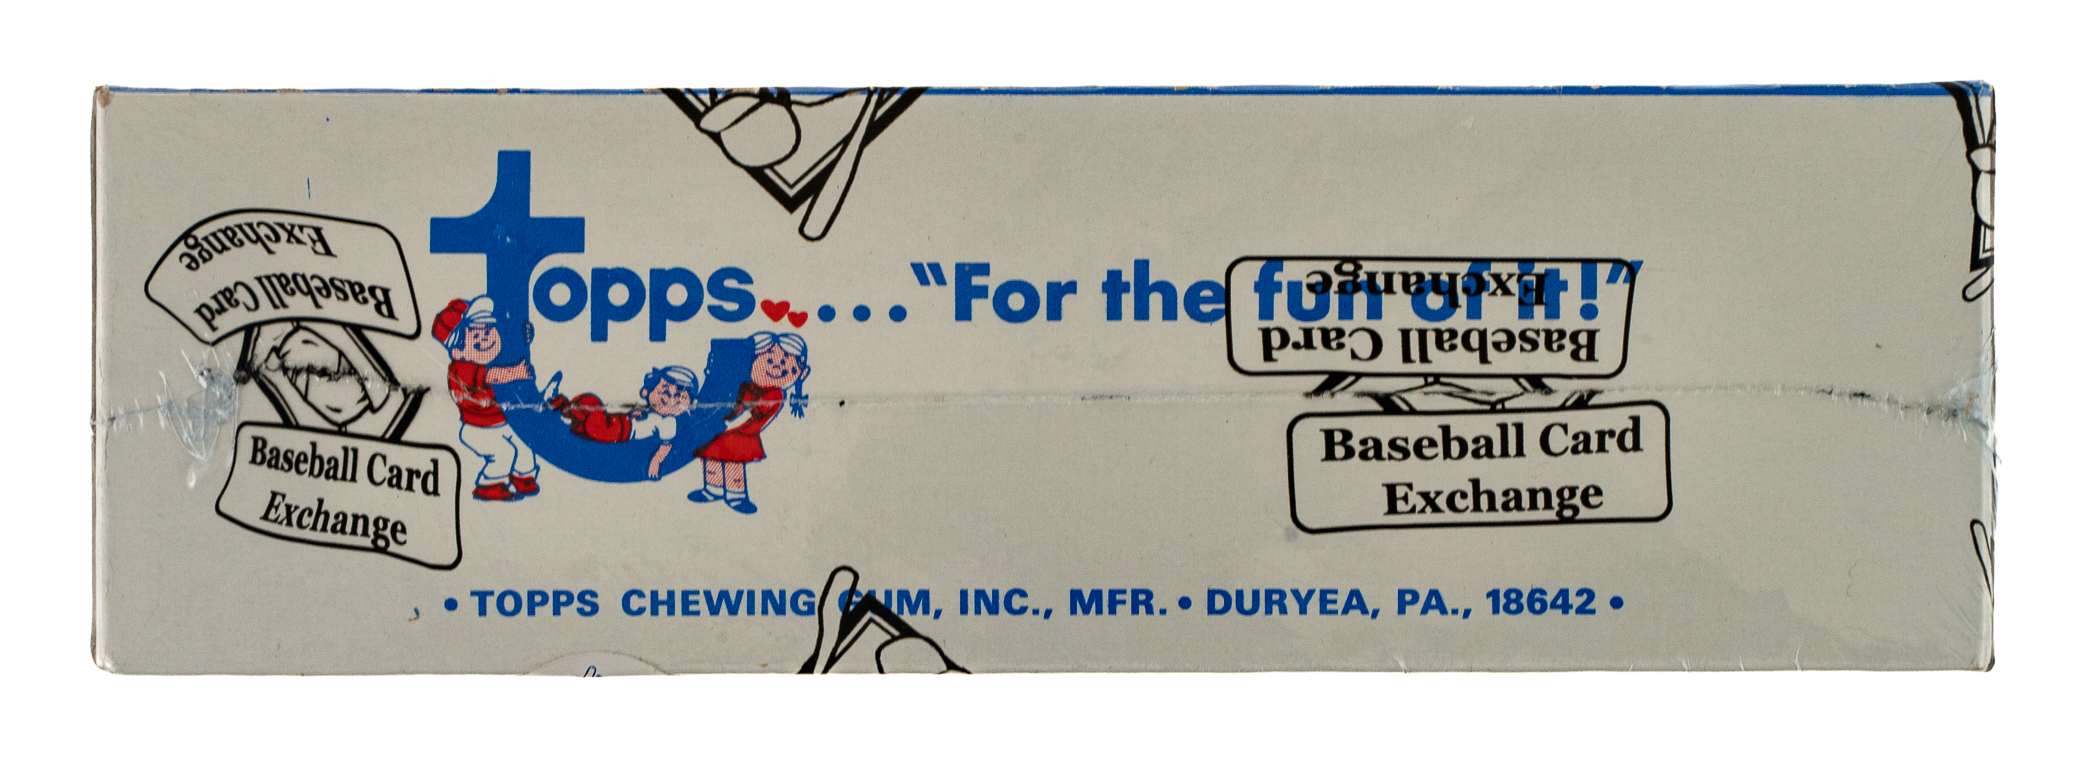 topps.... "For the fun of it!"
Baseball Card
Exchange
Baseball Card
Exchange
Baseball Card
Exchange
Baseball Card
Exchange
• TOPPS CHEWING GUM, INC., MFR. • DURYEA, PA., 18642 •